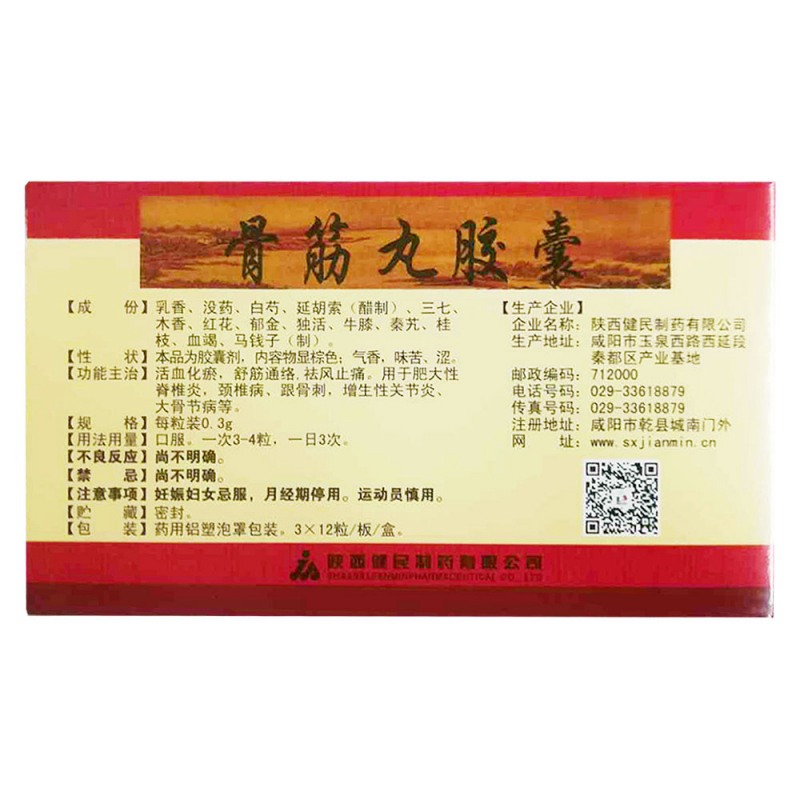 骨筋丸胶囊
【成 份】乳香、没药、白芍、延胡索（醋制）、三七、
木香、红花、郁金、独活、牛膝、秦艽、桂
枝、血竭、马钱子（制）。
【性 状】本品为胶囊剂，内容物显棕色；气香，味苦、涩。
【功能主治】活血化瘀，舒筋通络，祛风止痛。用于肥大性
脊椎炎，颈椎病、跟骨刺，增生性关节炎、
大骨节病等。
【规 格】每粒装0.3g
【用法用量】口服。一次3-4粒，一日3次。
【不良反应】尚不明确。
【禁 忌】尚不明确。
【注意事项】妊娠妇女忌服，月经期停用。运动员慎用。
【贮 藏】密封。
【包 装】药用铝塑泡罩包装。3×12粒/板/盒。
【生产企业】
企业名称：陕西健民制药有限公司
生产地址：咸阳市玉泉西路西延段
秦都区产业基地
邮政编码：712000
电话号码：029-33618879
传真号码：029-33618879
注册地址：咸阳市乾县城南门外
网 址：www.sxjianmin.cn
陕西健民制药有限公司
SHAANXI JIANMIN PHARMACEUTICAL CO., LTD